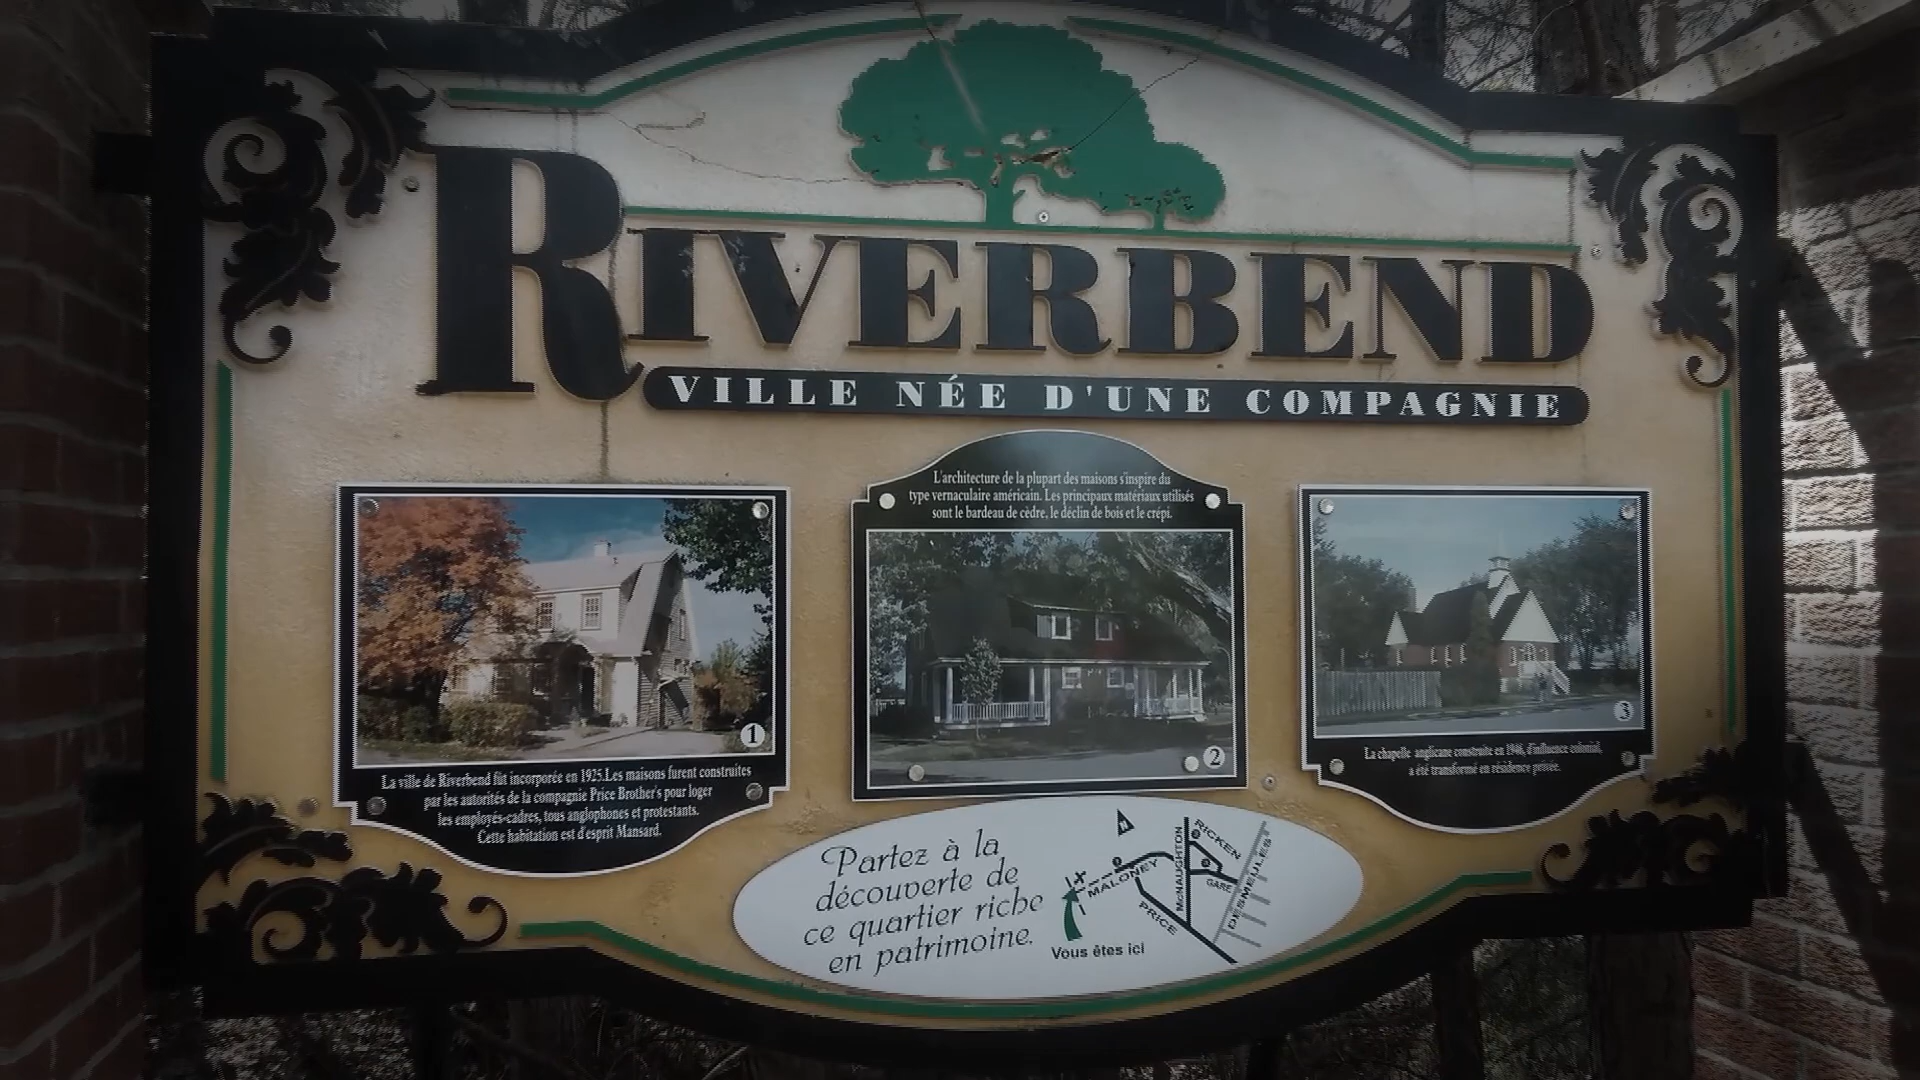 RIVERBEND
VILLE NÉE D'UNE COMPAGNIE
La ville de Riverbend fût incorporée en 1925. Les maisons furent construites
par les autorités de la compagnie Price Brother's pour loger
les employés-cadres, tous anglophones et protestants.
Cette habitation est d'esprit Mansard.
1
L'architecture de la plupart des maisons s'inspire du
type vernaculaire américain. Les principaux matériaux utilisés
sont le bardeau de cèdre, le déclin de bois et le crépi.
2
3
La chapelle anglicane construite en 1946, d'influence colonial,
a été transformé en résidence privée.
Partez à la
découverte de
ce quartier riche
en patrimoine.
Vous êtes ici
MALONEY
McNAUGHTON
RICKEN
GARE
PRICE
DESMEULES
N